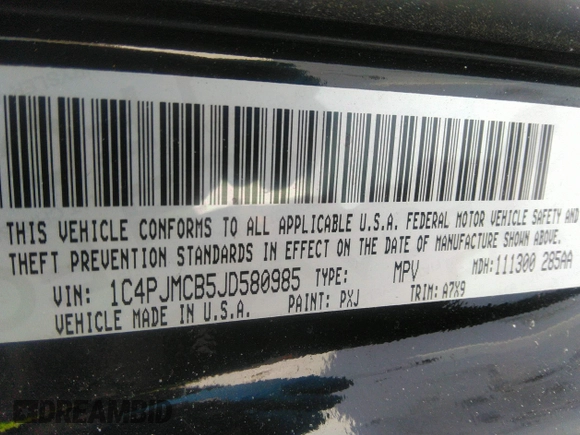 THIS VEHICLE CONFORMS TO ALL APPLICABLE U.S.A. FEDERAL MOTOR VEHICLE SAFETY AND
THEFT PREVENTION STANDARDS IN EFFECT ON THE DATE OF MANUFACTURE SHOWN ABOVE.
VIN: 1C4PJMCB5JD580985 TYPE: MPV MDH:111300 285AA
VEHICLE MADE IN U.S.A. PAINT: PXJ TRIM: A7X9
DREAMBID